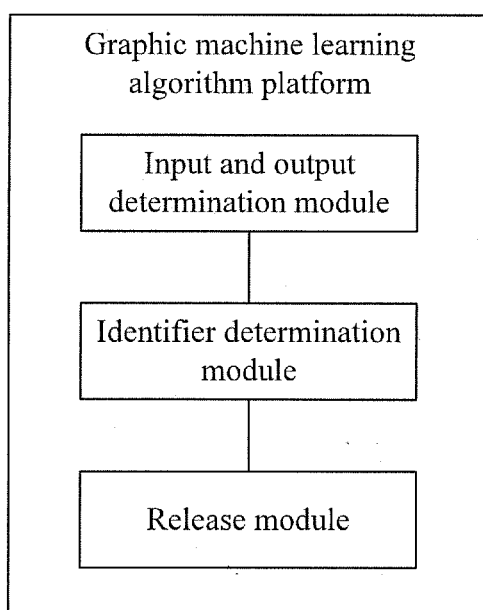 Graphic machine learning
algorithm platform
Input and output
determination module
Identifier determination
module
Release module